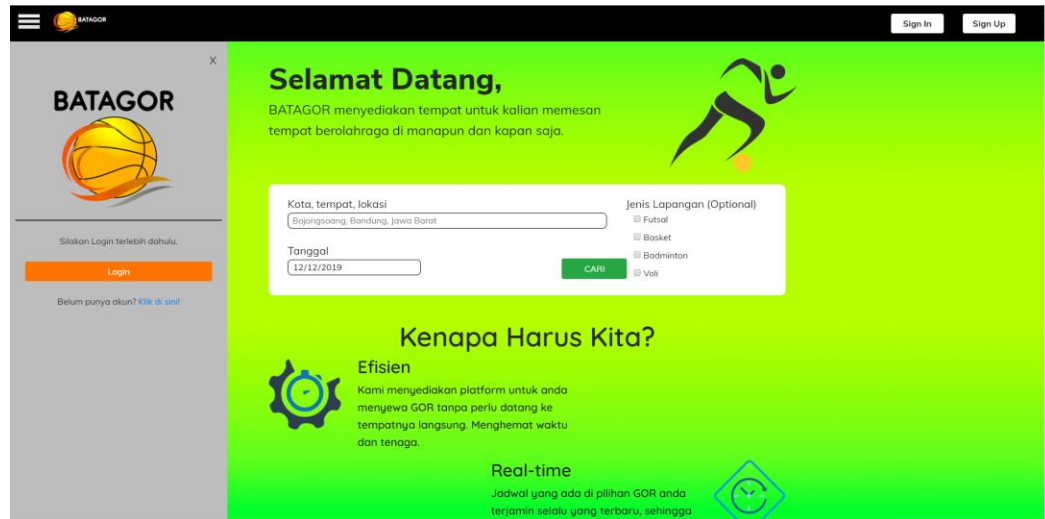 BATAGOR
Sign In
Sign Up
X
BATAGOR
Silakan Login terlebih dahulu.
Login
Belum punya akun? Klik di sini!
Selamat Datang,
BATAGOR menyediakan tempat untuk kalian memesan
tempat berolahraga di manapun dan kapan saja.
Kota, tempat, lokasi
Bojongsoang, Bandung, Jawa Barat
Tanggal
12/12/2019
CARI
Jenis Lapangan (Optional)
Futsal
Basket
Badminton
Voli
Kenapa Harus Kita?
Efisien
Kami menyediakan platform untuk anda
menyewa GOR tanpa perlu datang ke
tempatnya langsung. Menghemat waktu
dan tenaga.
Real-time
Jadwal yang ada di pilihan GOR anda
terjamin selalu yang terbaru, sehingga